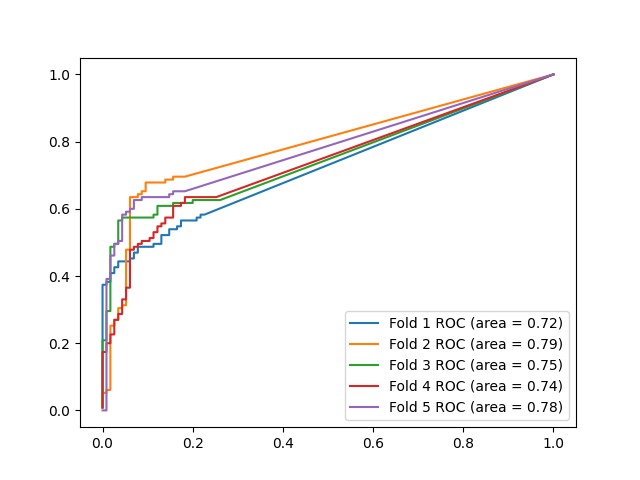 1.0
0.8
0.6
0.4
0.2
0.0
Fold 1 ROC (area = 0.72)
Fold 2 ROC (area = 0.79)
Fold 3 ROC (area = 0.75)
Fold 4 ROC (area = 0.74)
Fold 5 ROC (area = 0.78)
0.0 0.2 0.4 0.6 0.8 1.0